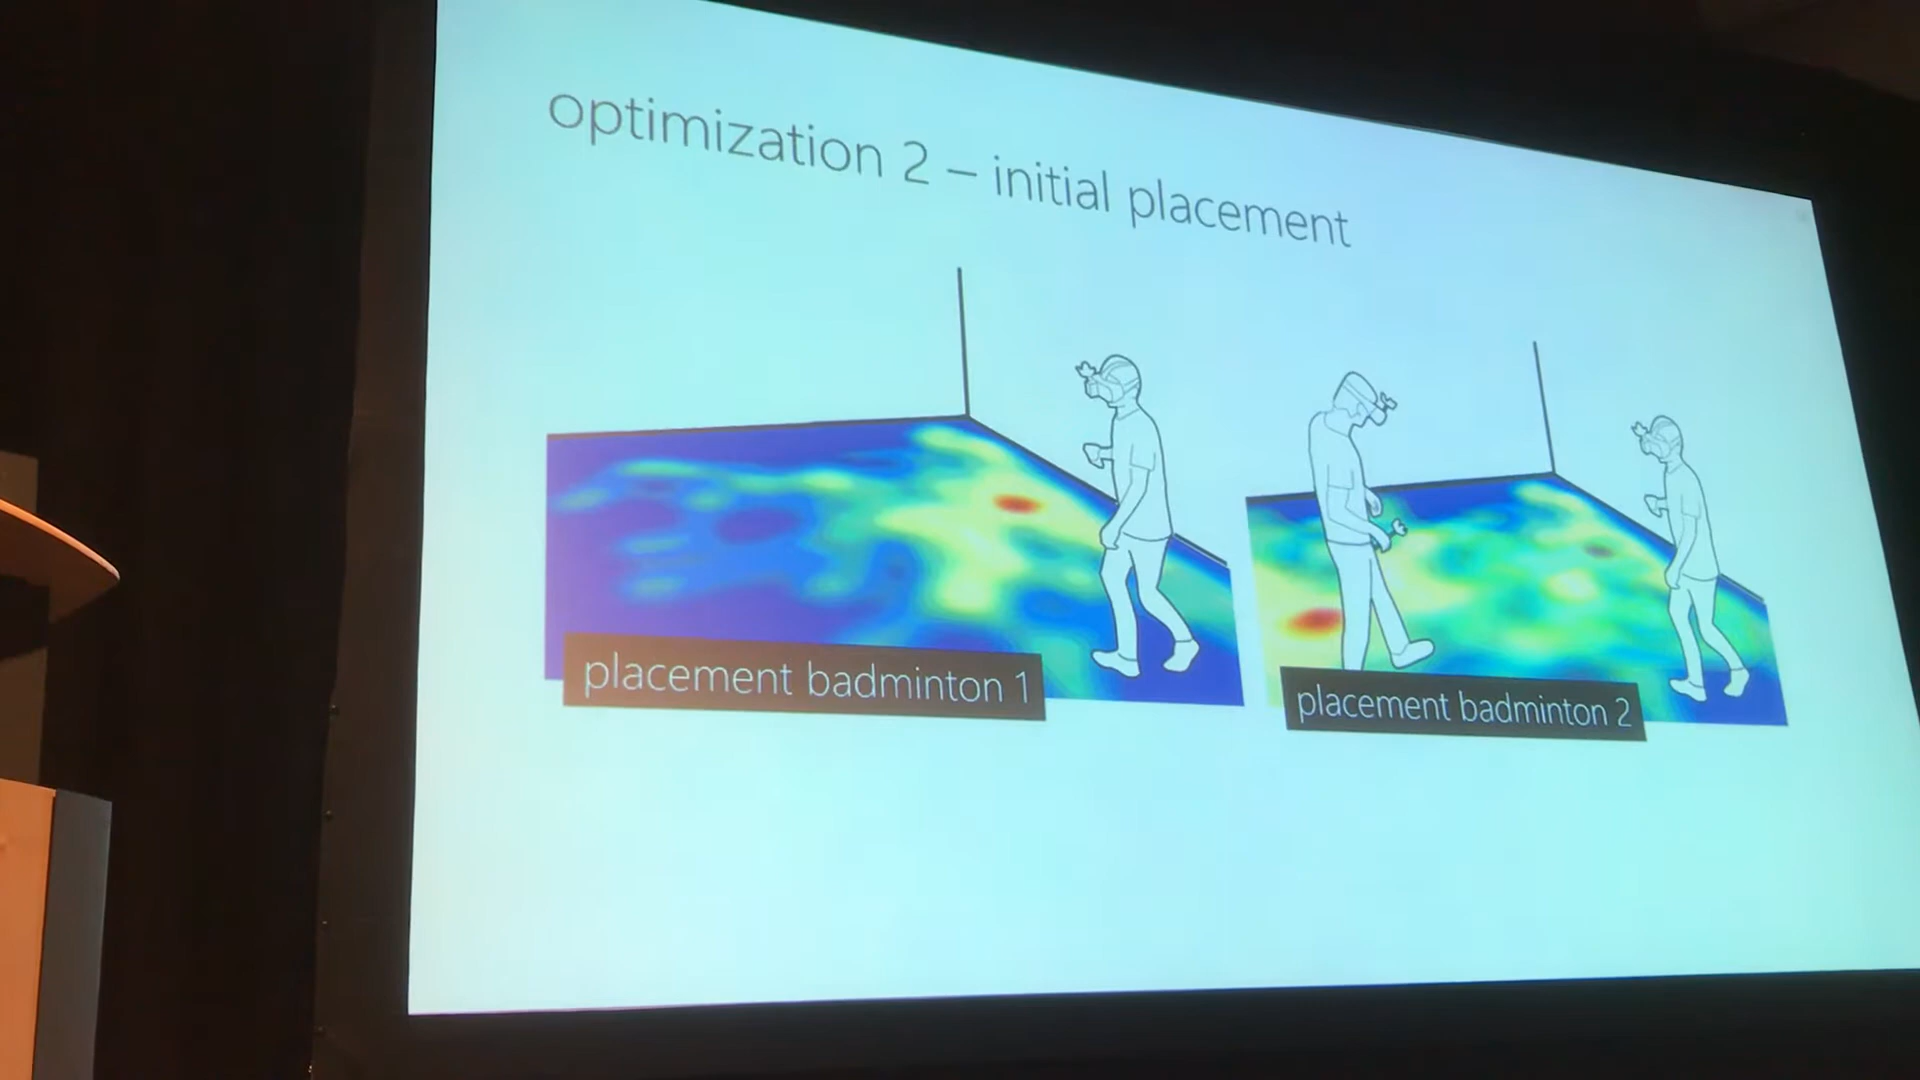 optimization 2 – initial placement
placement badminton 1
placement badminton 2